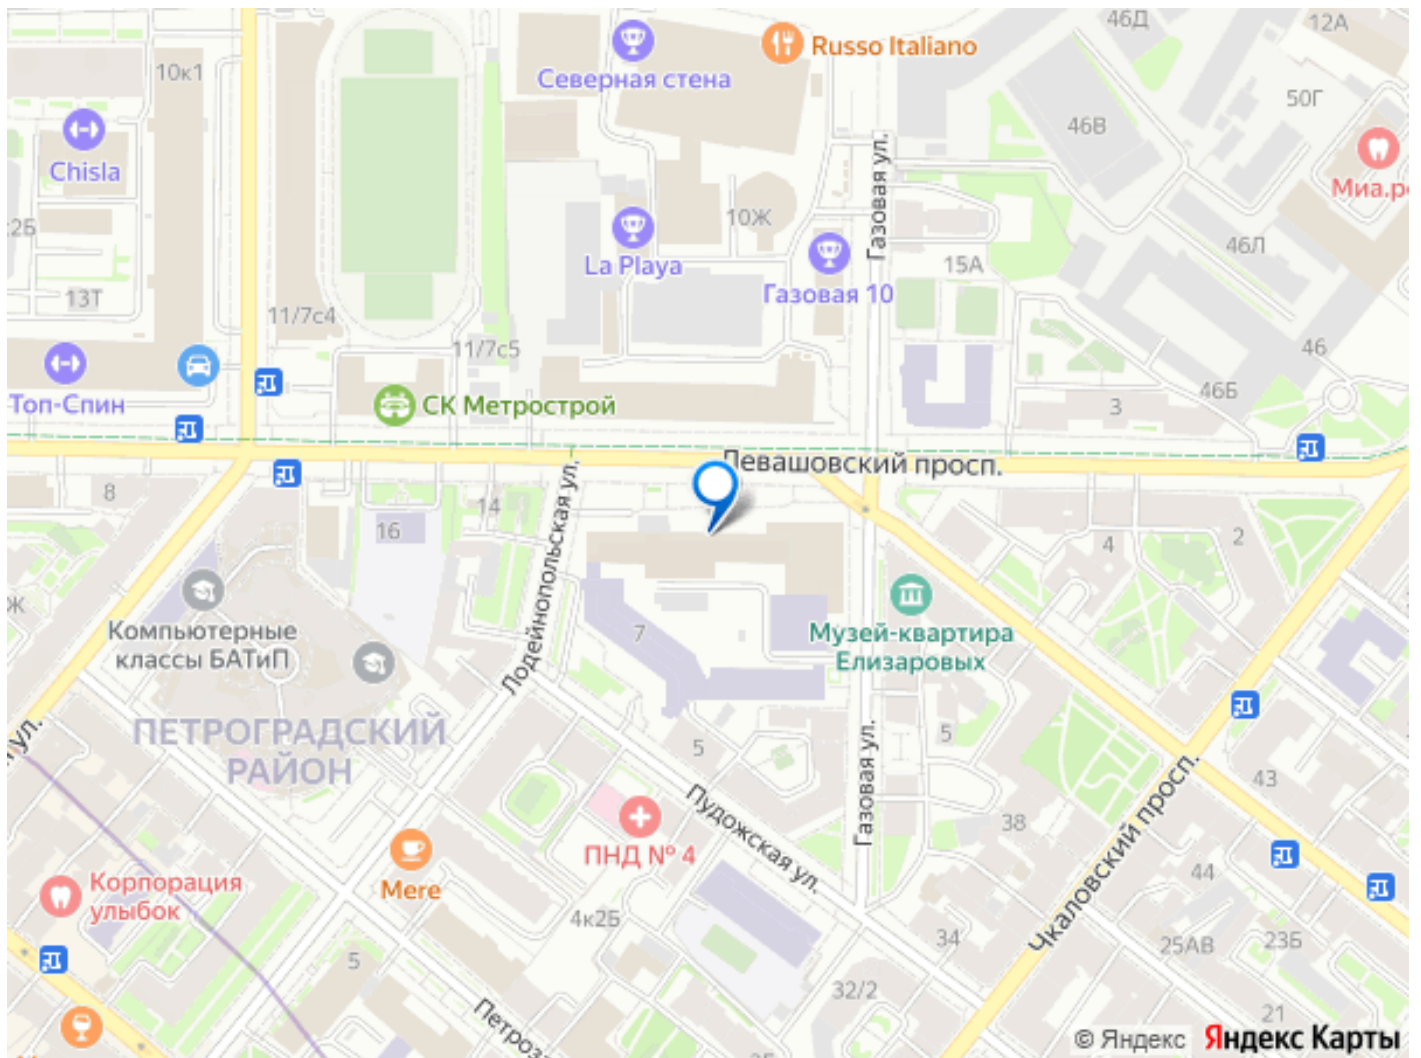 46Д
12А
Russo Italiano
Северная стена
10к1
50Г
46В
Chisla
Миа.р
Газовая ул.
25Б
10Ж
La Playa
46Л
15А
Газовая 10
13Т
11/7с4
11/7с5
46
46Б
Топ-Спин
СК Метрострой
3
Левашовский просп.
8
14
16
2
4
Лодейнопольская ул.
Ж
Компьютерные
классы БАТиП
7
Музей-квартира
Елизаровых
ПЕТРОГРАДСКИЙ
РАЙОН
ул.
5
5
Газовая ул.
43
Чкаловский просп.
38
Пудожская ул.
ПНД № 4
Mere
Корпорация
улыбок
44
4к2Б
34
25АВ
23Б
5
32/2
21
Петроз
© Яндекс Яндекс Карты